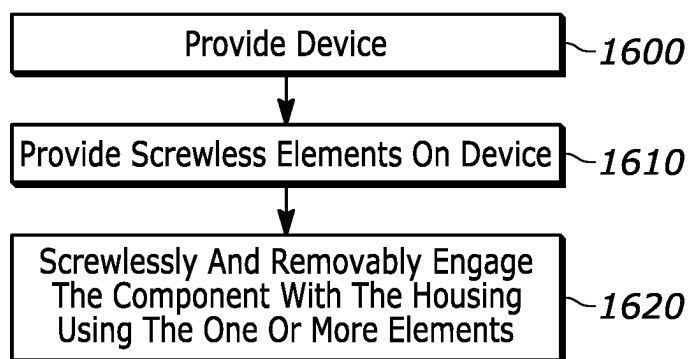 Provide Device
1600
Provide Screwless Elements On Device
1610
Screwlessly And Removably Engage
The Component With The Housing
Using The One Or More Elements
1620